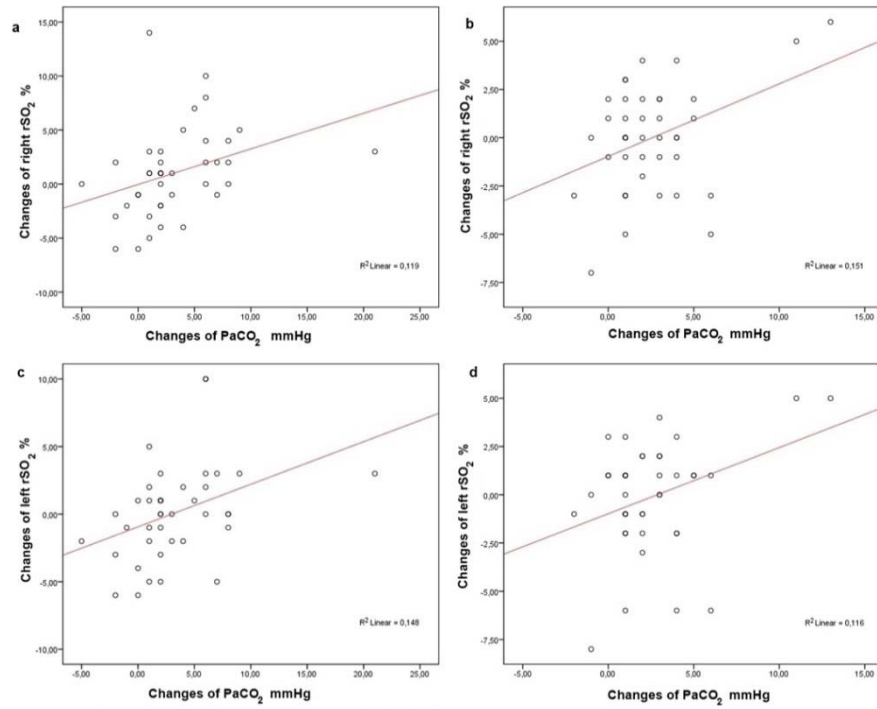 a
Changes of right rSO2 %
15,00
10,00
5,00
0,00
-5,00
-10,00
R2 Linear = 0,119
-5,00 0,00 5,00 10,00 15,00 20,00 25,00
Changes of PaCO2 mmHg
b
Changes of right rSO2 %
5,00
2,50
0,00
-2,50
-5,00
-7,50
R2 Linear = 0,151
-5,00 0,00 5,00 10,00 15,00
Changes of PaCO2 mmHg
c
Changes of left rSO2 %
10,00
5,00
0,00
-5,00
-10,00
R2 Linear = 0,148
-5,00 0,00 5,00 10,00 15,00 20,00 25,00
Changes of PaCO2 mmHg
d
Changes of left rSO2 %
5,00
2,50
0,00
-2,50
-5,00
-7,50
R2 Linear = 0,116
-5,00 0,00 5,00 10,00 15,00
Changes of PaCO2 mmHg